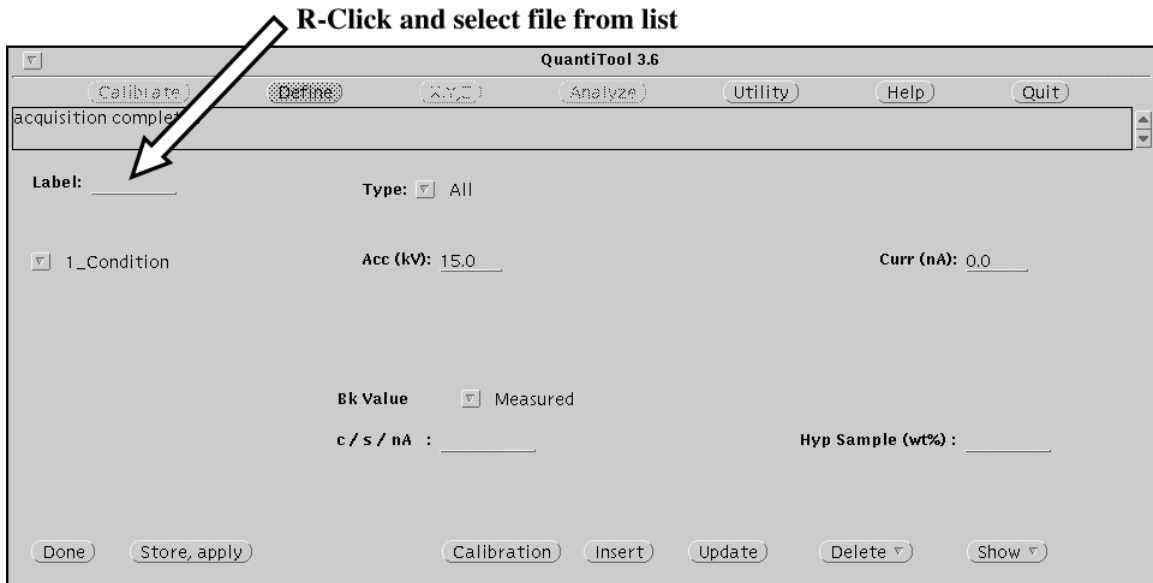 R-Click and select file from list
QuantiTool 3.6
Calibrate Define X,Y,Z Analyze Utility Help Quit
acquisition complet
Label: Type: All
1_Condition Acc (kV): 15.0 Curr (nA): 0.0
Bk Value Measured
c / s / nA : Hyp Sample (wt%) :
Done Store, apply Calibration Insert Update Delete Show